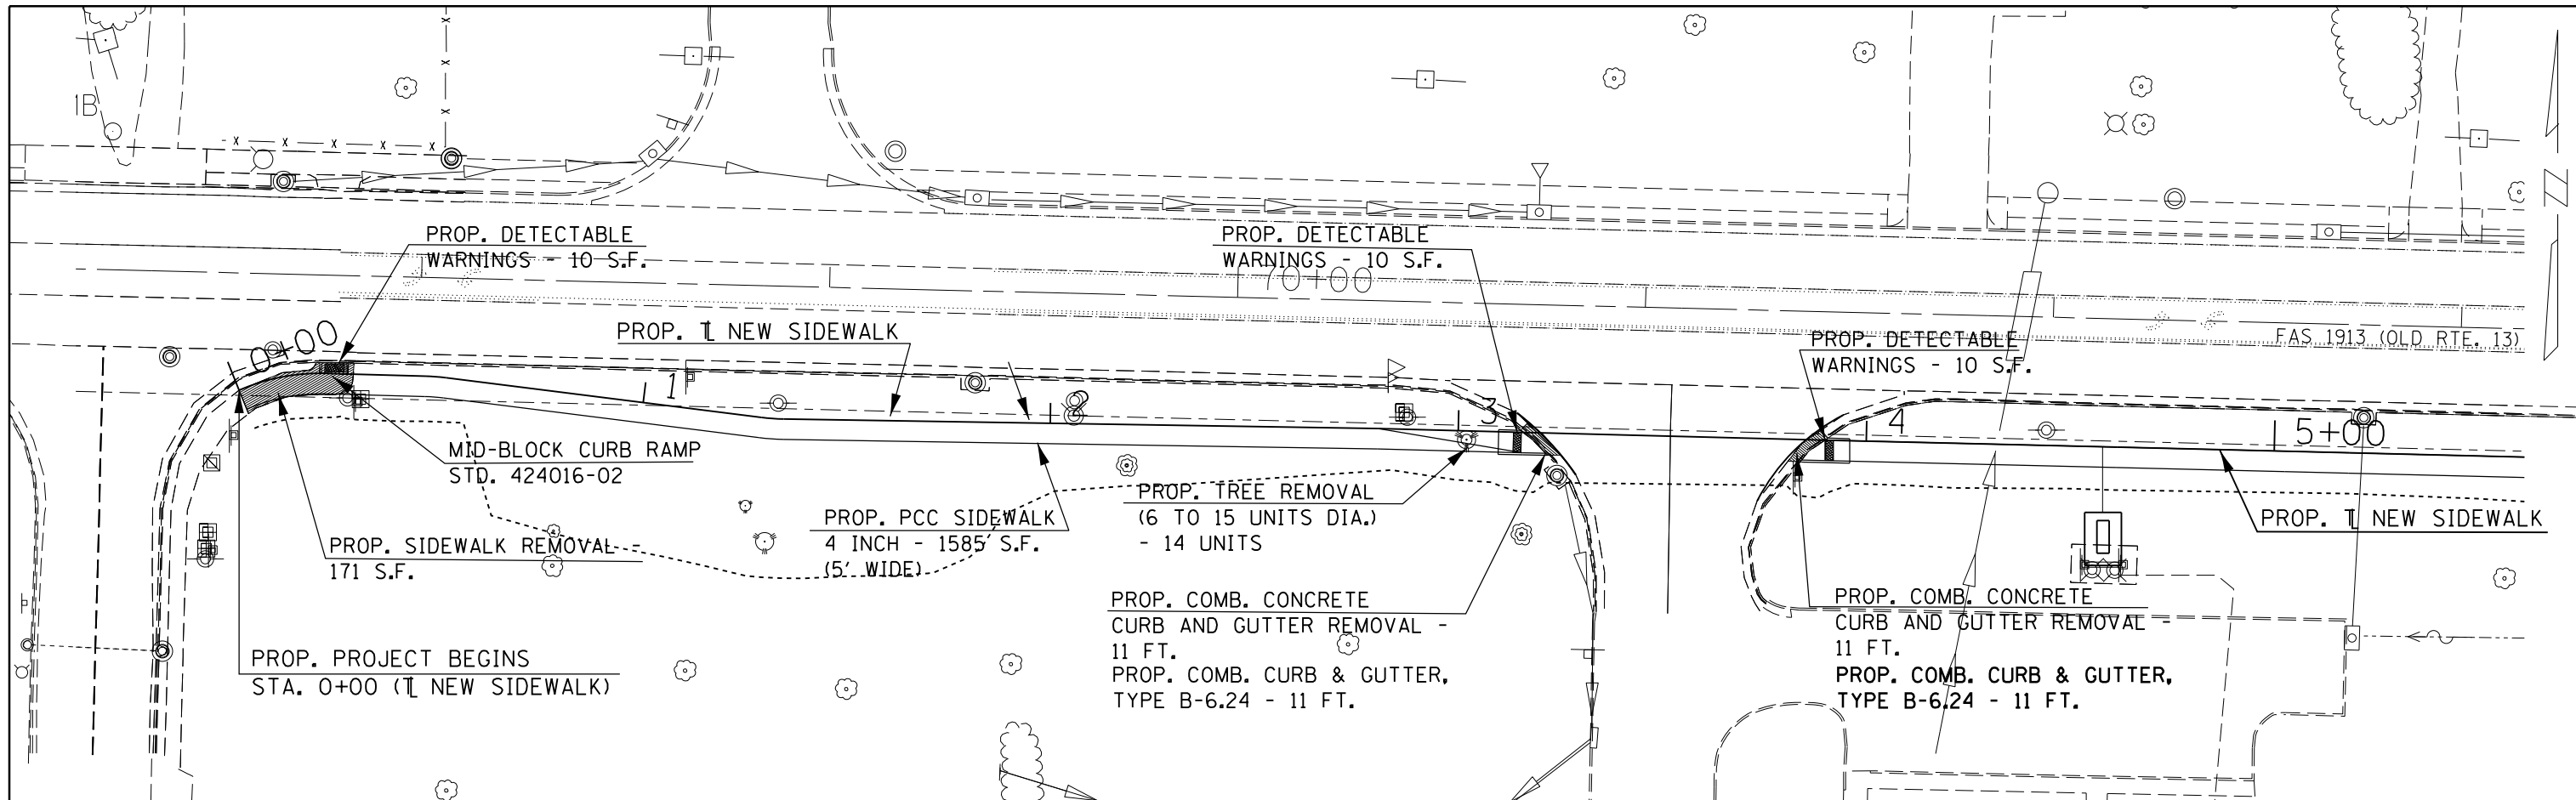 1B
PROP. DETECTABLE
WARNINGS - 10 S.F.
PROP. DETECTABLE
WARNINGS - 10 S.F.
70+00
FAS 1913 (OLD RTE. 13)
N
0+00
PROP. ꞆL NEW SIDEWALK
PROP. DETECTABLE
WARNINGS - 10 S.F.
1
2
3
4
5+00
MID-BLOCK CURB RAMP
STD. 424016-02
PROP. SIDEWALK REMOVAL -
171 S.F.
PROP. PCC SIDEWALK
4 INCH - 1585 S.F.
(5' WIDE)
PROP. TREE REMOVAL
(6 TO 15 UNITS DIA.)
- 14 UNITS
PROP. TL NEW SIDEWALK
PROP. PROJECT BEGINS
STA. 0+00 (TL NEW SIDEWALK)
PROP. COMB. CONCRETE
CURB AND GUTTER REMOVAL -
11 FT.
PROP. COMB. CURB & GUTTER,
TYPE B-6.24 - 11 FT.
PROP. COMB. CONCRETE
CURB AND GUTTER REMOVAL -
11 FT.
PROP. COMB. CURB & GUTTER,
TYPE B-6.24 - 11 FT.